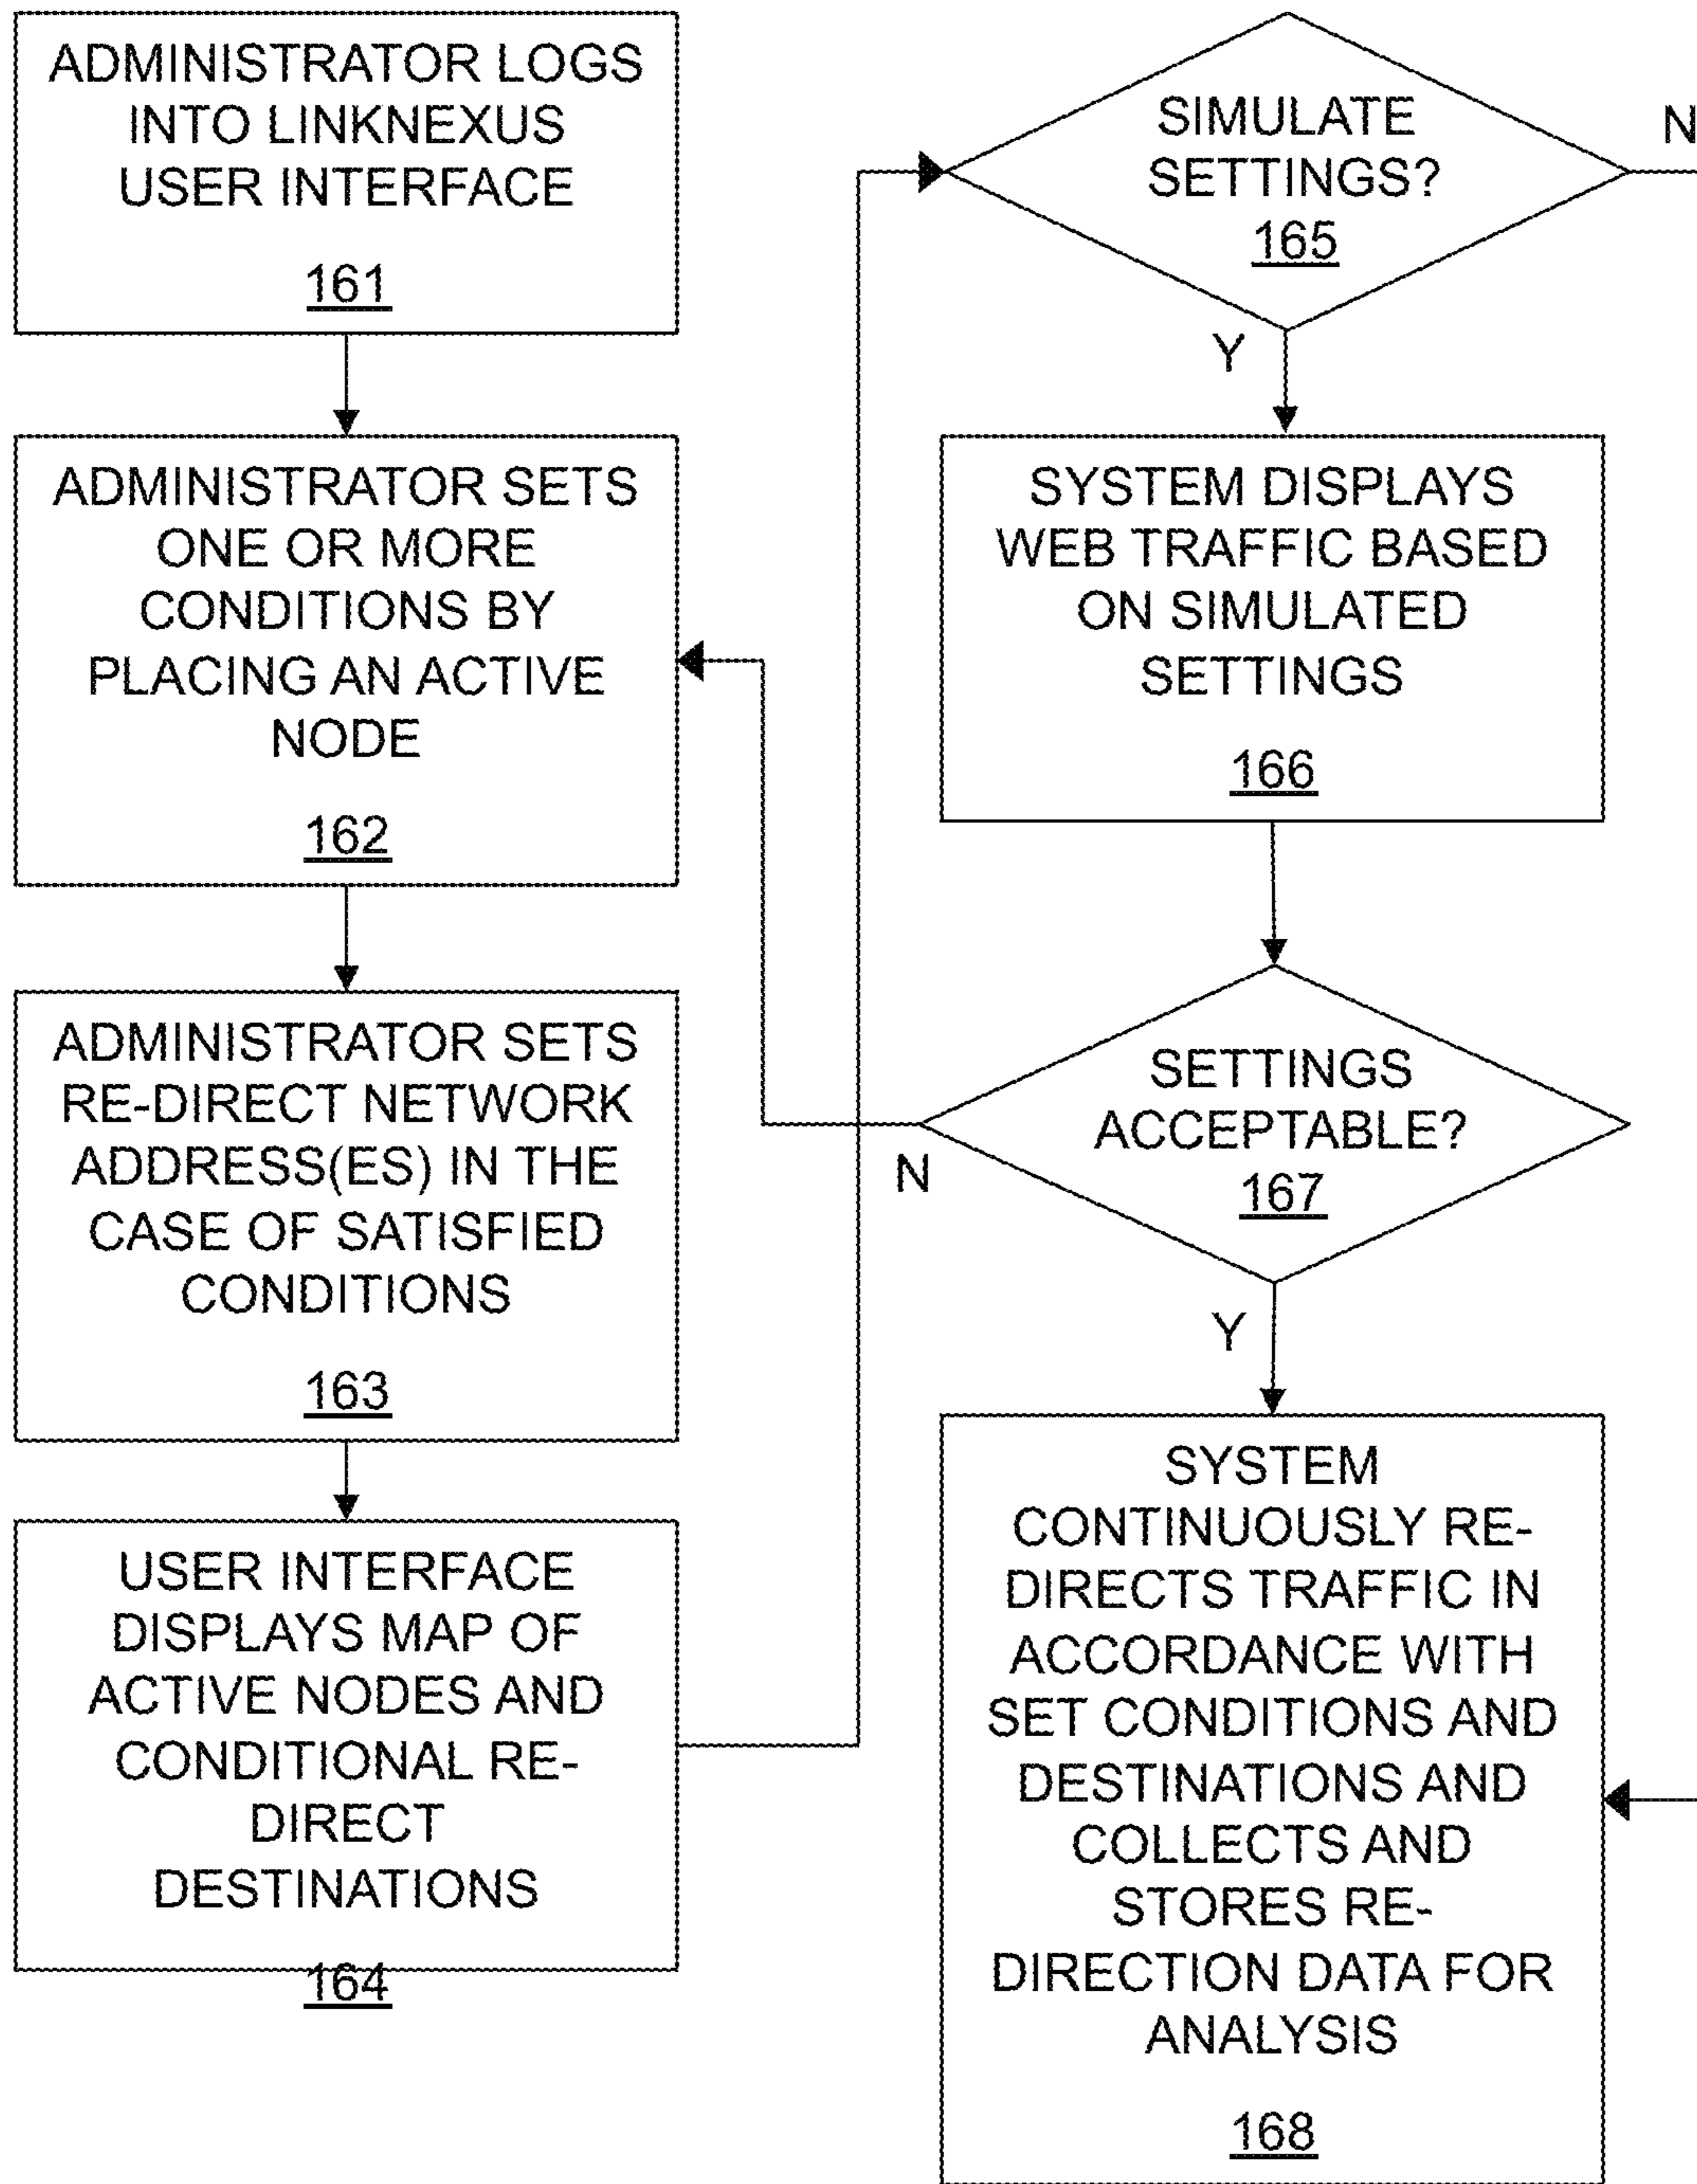 ADMINISTRATOR LOGS
INTO LINKNEXUS
USER INTERFACE
161
ADMINISTRATOR SETS
ONE OR MORE
CONDITIONS BY
PLACING AN ACTIVE
NODE
162
ADMINISTRATOR SETS
RE-DIRECT NETWORK
ADDRESS(ES) IN THE
CASE OF SATISFIED
CONDITIONS
163
USER INTERFACE
DISPLAYS MAP OF
ACTIVE NODES AND
CONDITIONAL RE-
DIRECT
DESTINATIONS
164
SIMULATE
SETTINGS?
165
N
Y
SYSTEM DISPLAYS
WEB TRAFFIC BASED
ON SIMULATED
SETTINGS
166
SETTINGS
ACCEPTABLE?
167
N
Y
SYSTEM
CONTINUOUSLY RE-
DIRECTS TRAFFIC IN
ACCORDANCE WITH
SET CONDITIONS AND
DESTINATIONS AND
COLLECTS AND
STORES RE-
DIRECTION DATA FOR
ANALYSIS
168